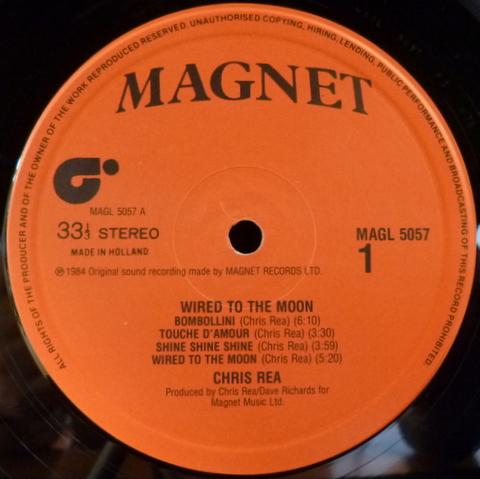 ALL RIGHTS OF THE PRODUCER AND OF THE OWNER OF THE WORK REPRODUCED RESERVED. UNAUTHORISED COPYING, HIRING, LENDING, PUBLIC PERFORMANCE AND BROADCASTING OF THIS RECORD PROHIBITED.
MAGNET
MAGL 5057 A
33⅓ STEREO
MADE IN HOLLAND
MAGL 5057
1
℗ 1984 Original sound recording made by MAGNET RECORDS LTD.
WIRED TO THE MOON
BOMBOLLINI (Chris Rea) (6:10)
TOUCHE D'AMOUR (Chris Rea) (3:30)
SHINE SHINE SHINE (Chris Rea) (3:59)
WIRED TO THE MOON (Chris Rea) (5:20)
CHRIS REA
Produced by Chris Rea/Dave Richards for
Magnet Music Ltd.